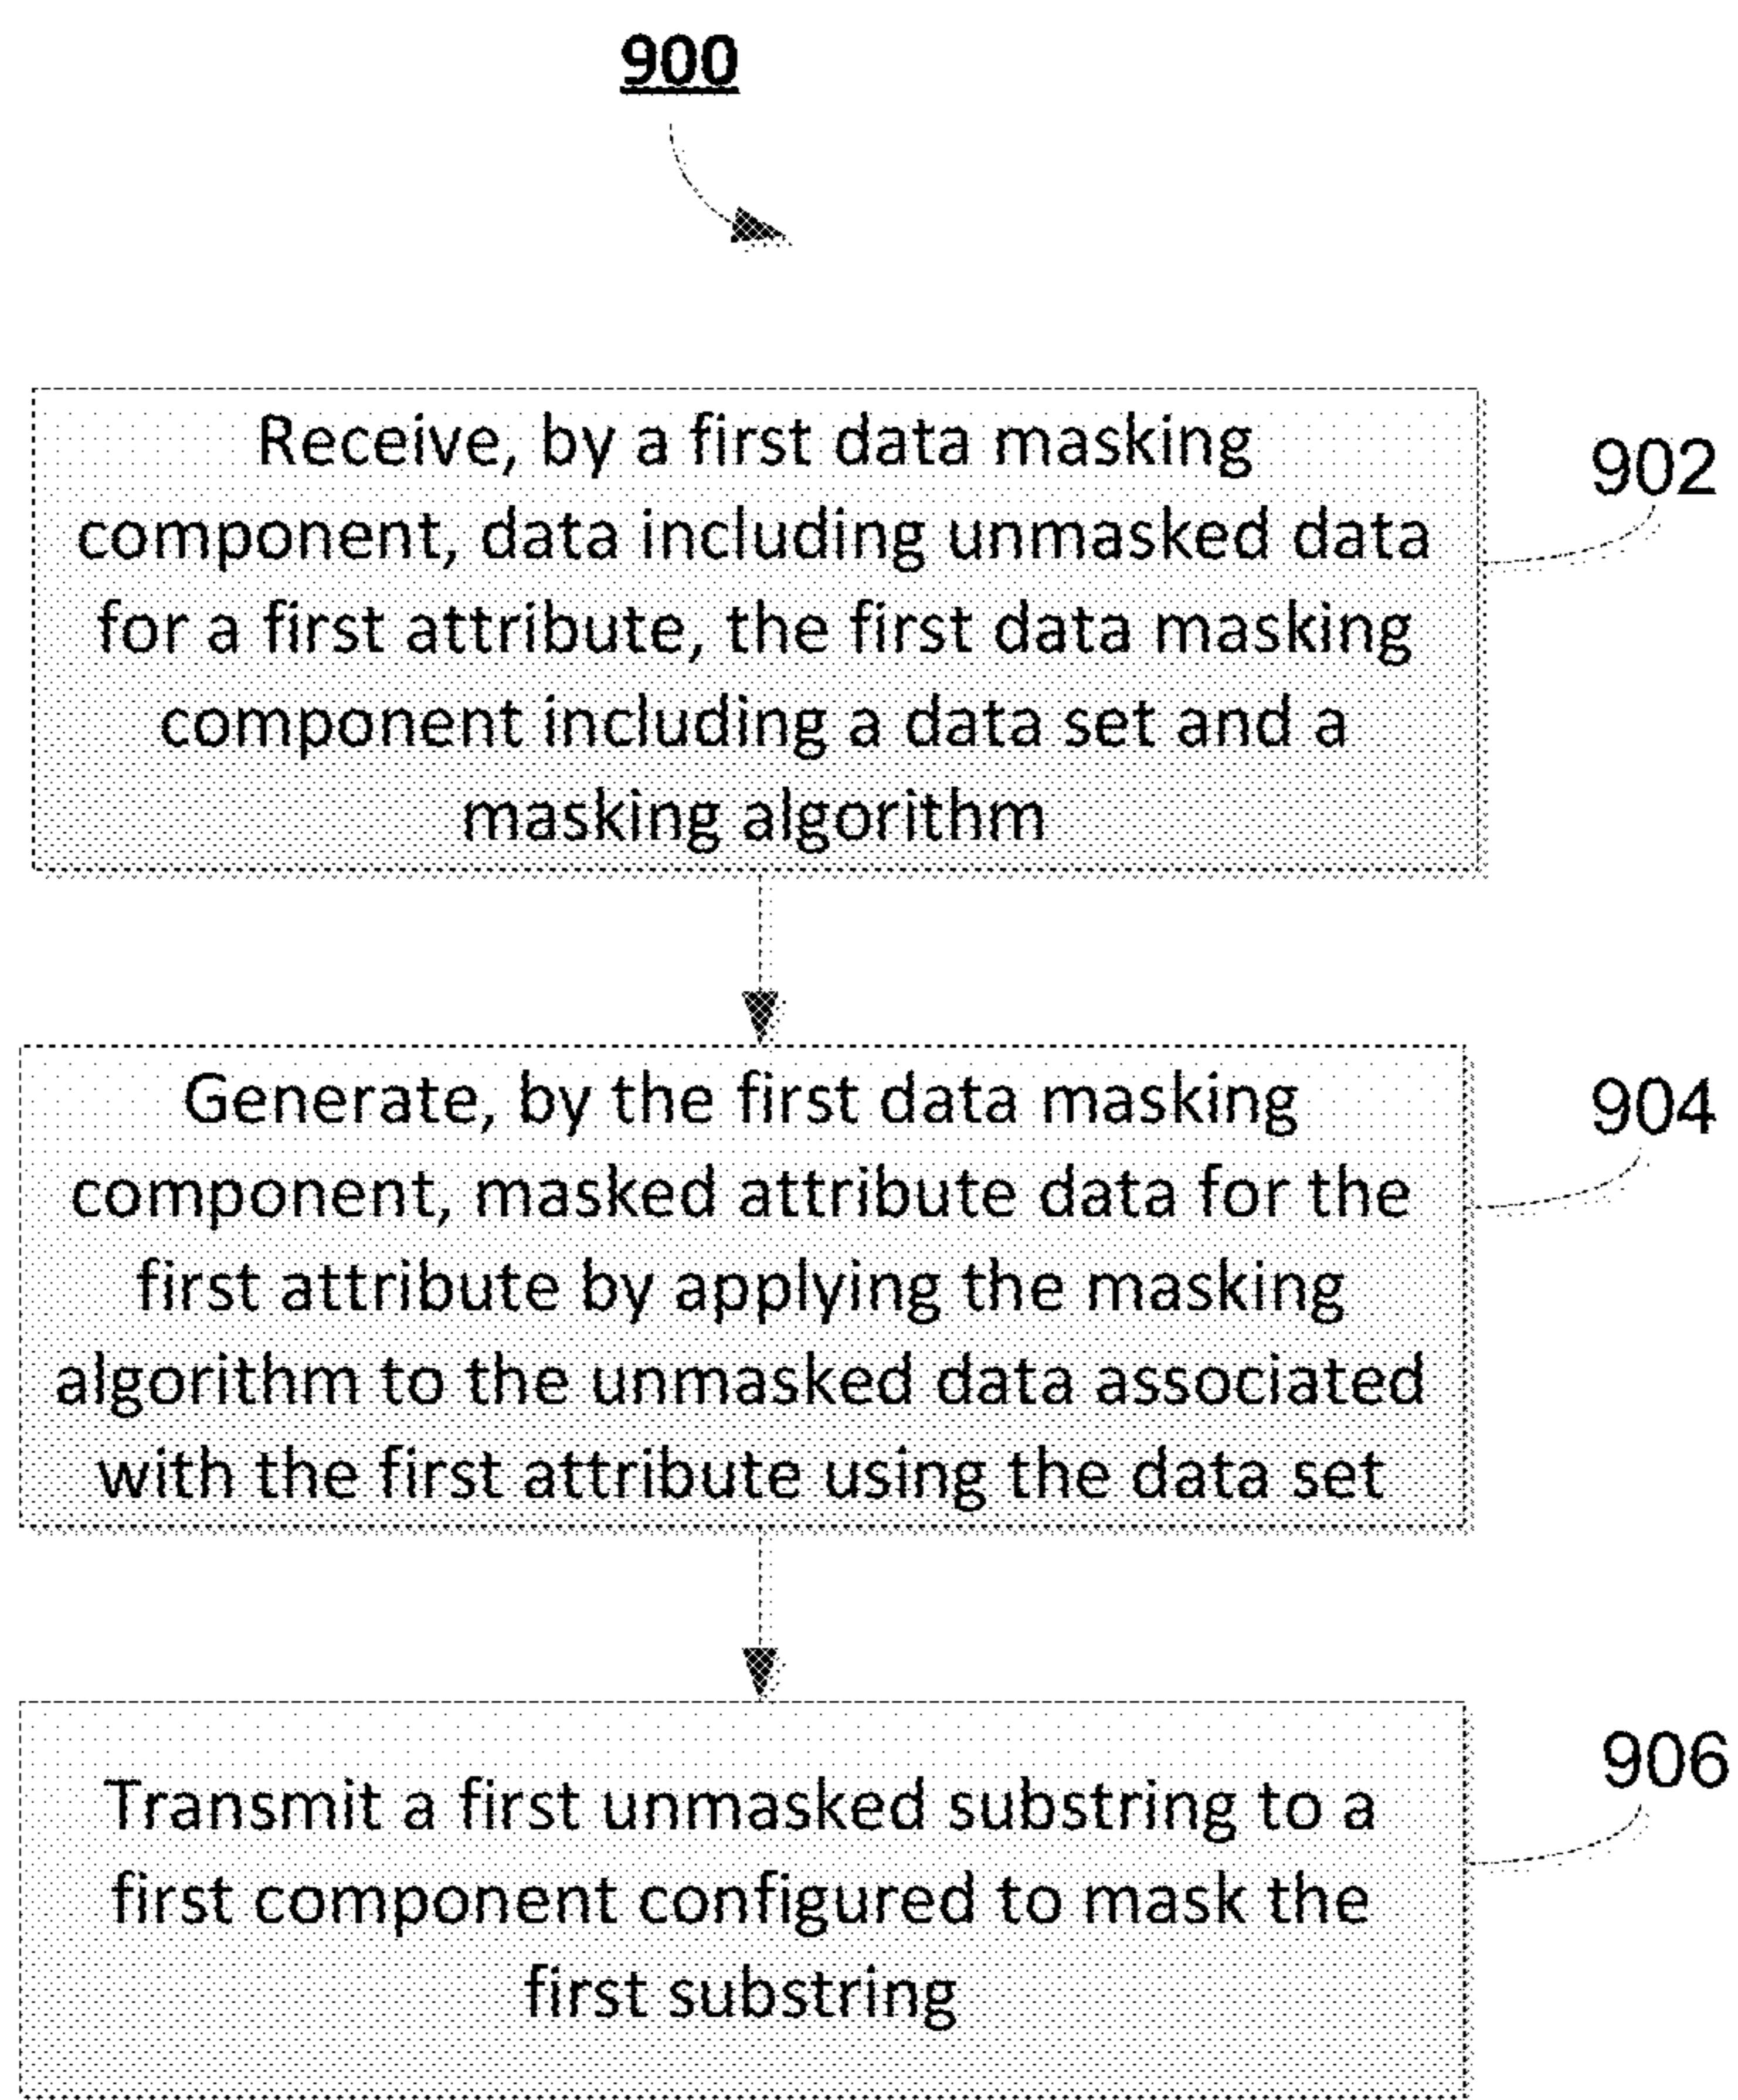 900
Receive, by a first data masking
component, data including unmasked data
for a first attribute, the first data masking
component including a data set and a
masking algorithm
902
Generate, by the first data masking
component, masked attribute data for the
first attribute by applying the masking
algorithm to the unmasked data associated
with the first attribute using the data set
904
Transmit a first unmasked substring to a
first component configured to mask the
first substring
906